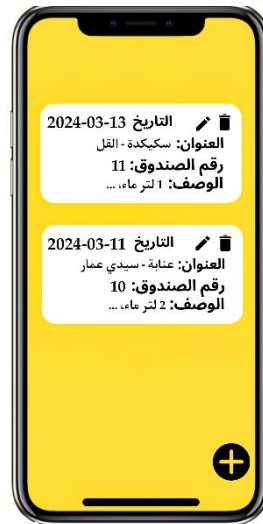 التاريخ 13-03-2024
العنوان: سكيكدة - القل
رقم الصندوق: 11
الوصف: 1 لتر ماء، ...
التاريخ 11-03-2024
العنوان: عنابة - سيدي عمار
رقم الصندوق: 10
الوصف: 2 لتر ماء، ...